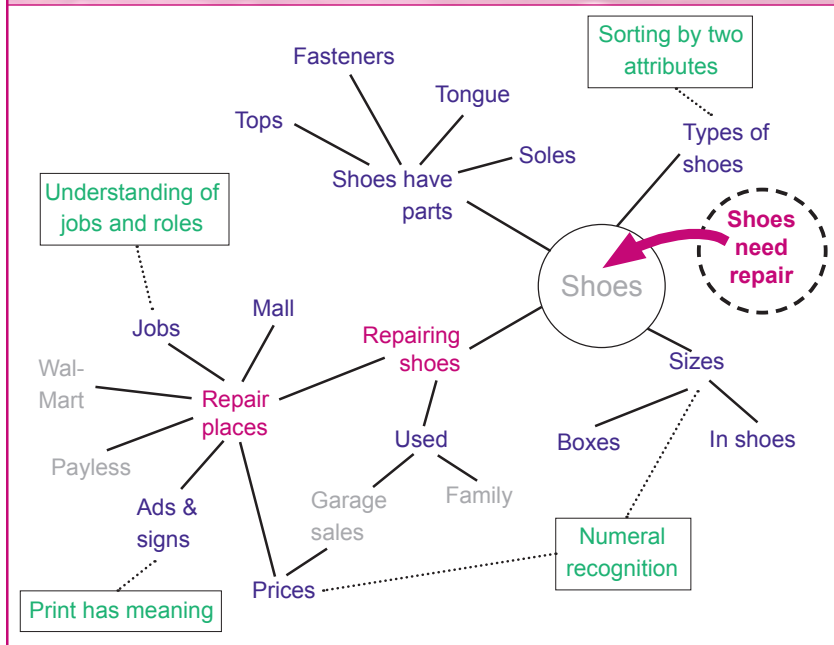 Sorting by two
attributes
Fasteners
Tongue
Tops
Types of
shoes
Soles
Shoes have
parts
Understanding of
jobs and roles
Shoes
need
repair
Shoes
Mall
Jobs
Repairing
shoes
Sizes
Wal-
Mart
Repair
places
Used
Boxes
In shoes
Payless
Garage
sales
Family
Ads &
signs
Numeral
recognition
Prices
Print has meaning